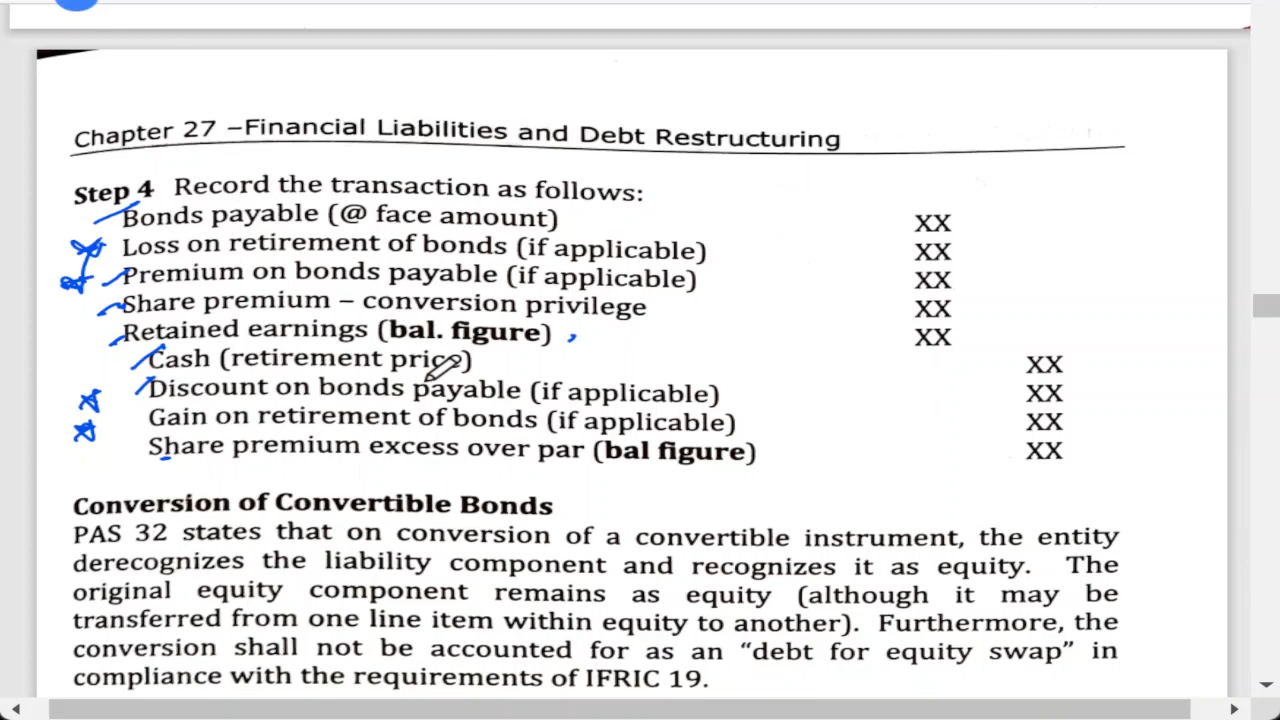 Chapter 27 –Financial Liabilities and Debt Restructuring
Step 4 Record the transaction as follows:
Bonds payable (@ face amount) XX
Loss on retirement of bonds (if applicable) XX
Premium on bonds payable (if applicable) XX
Share premium – conversion privilege XX
Retained earnings (bal. figure) XX
Cash (retirement price) XX
Discount on bonds payable (if applicable) XX
Gain on retirement of bonds (if applicable) XX
Share premium excess over par (bal figure) XX
Conversion of Convertible Bonds
PAS 32 states that on conversion of a convertible instrument, the entity
derecognizes the liability component and recognizes it as equity. The
original equity component remains as equity (although it may be
transferred from one line item within equity to another). Furthermore, the
conversion shall not be accounted for as an “debt for equity swap” in
compliance with the requirements of IFRIC 19.